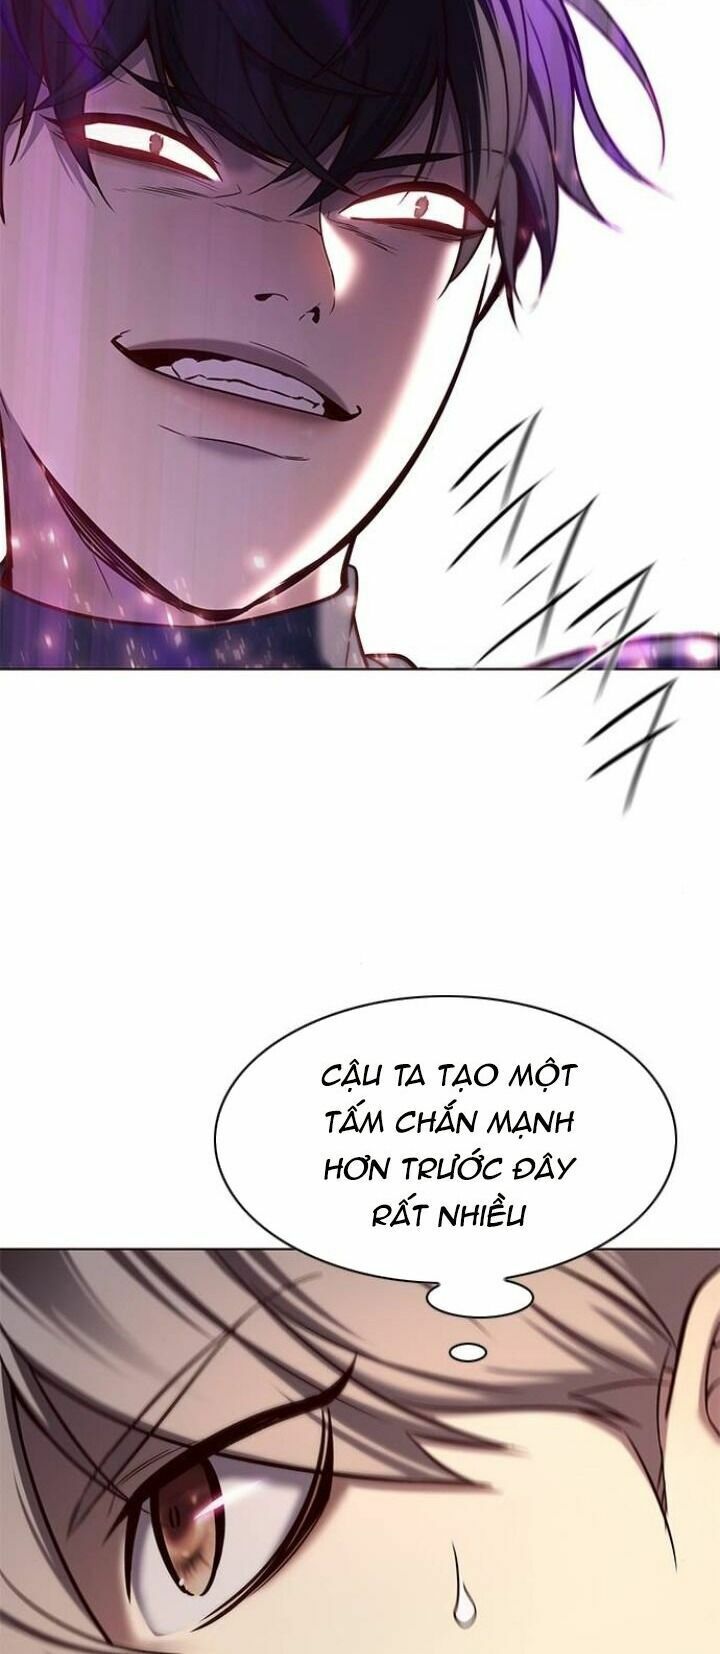 CẬU TA TẠO MỘT
TẤM CHẮN MẠNH
HƠN TRƯỚC ĐÂY
RẤT NHIỀU